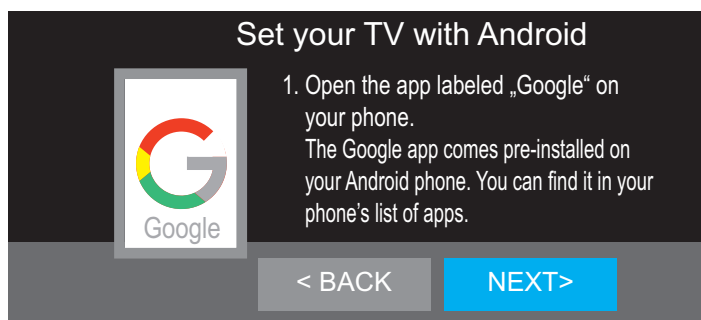 Set your TV with Android
1. Open the app labeled „Google“ on
your phone.
The Google app comes pre-installed on
your Android phone. You can find it in your
phone's list of apps.
Google
< BACK
NEXT>